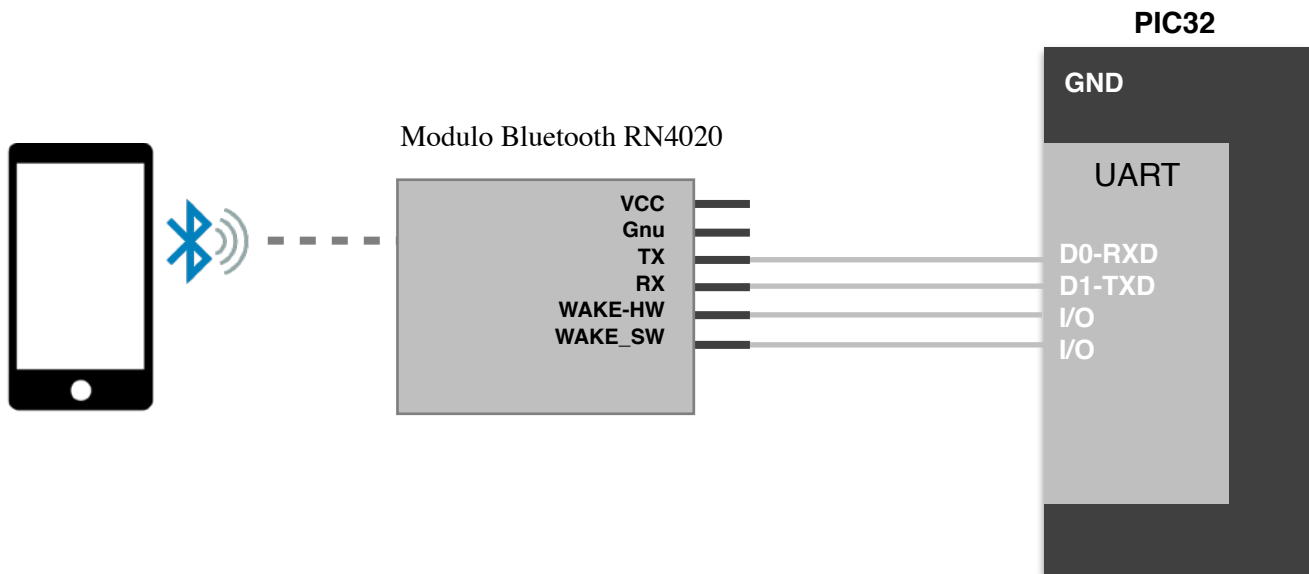 PIC32
GND
Modulo Bluetooth RN4020
UART
VCC
Gnu
TX
RX
WAKE-HW
WAKE_SW
D0-RXD
D1-TXD
I/O
I/O